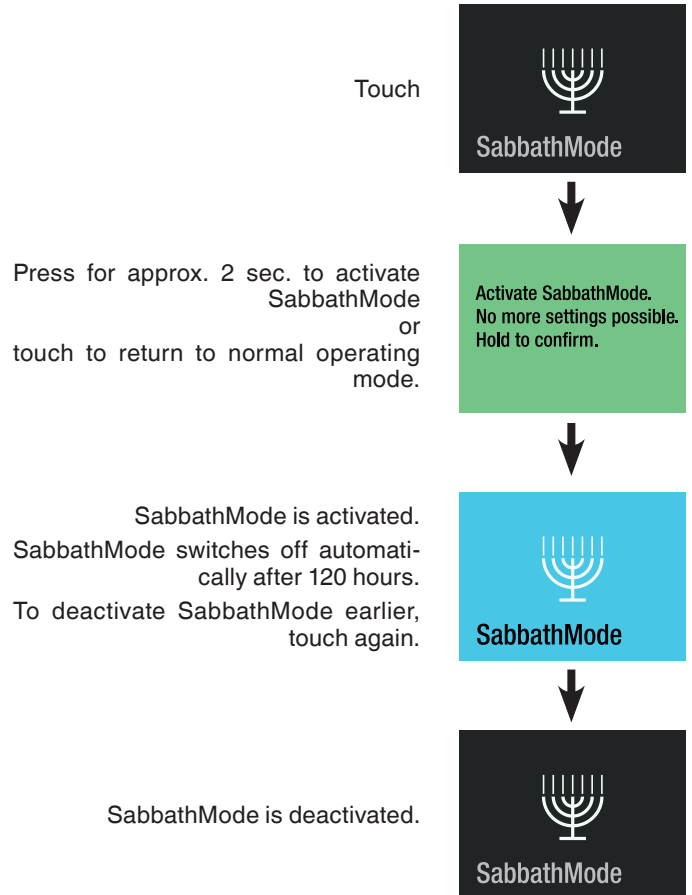 Touch
SabbathMode
Press for approx. 2 sec. to activate
SabbathMode
or
touch to return to normal operating
mode.
Activate SabbathMode.
No more settings possible.
Hold to confirm.
SabbathMode is activated.
SabbathMode switches off automati-
cally after 120 hours.
To deactivate SabbathMode earlier,
touch again.
SabbathMode
SabbathMode is deactivated.
SabbathMode